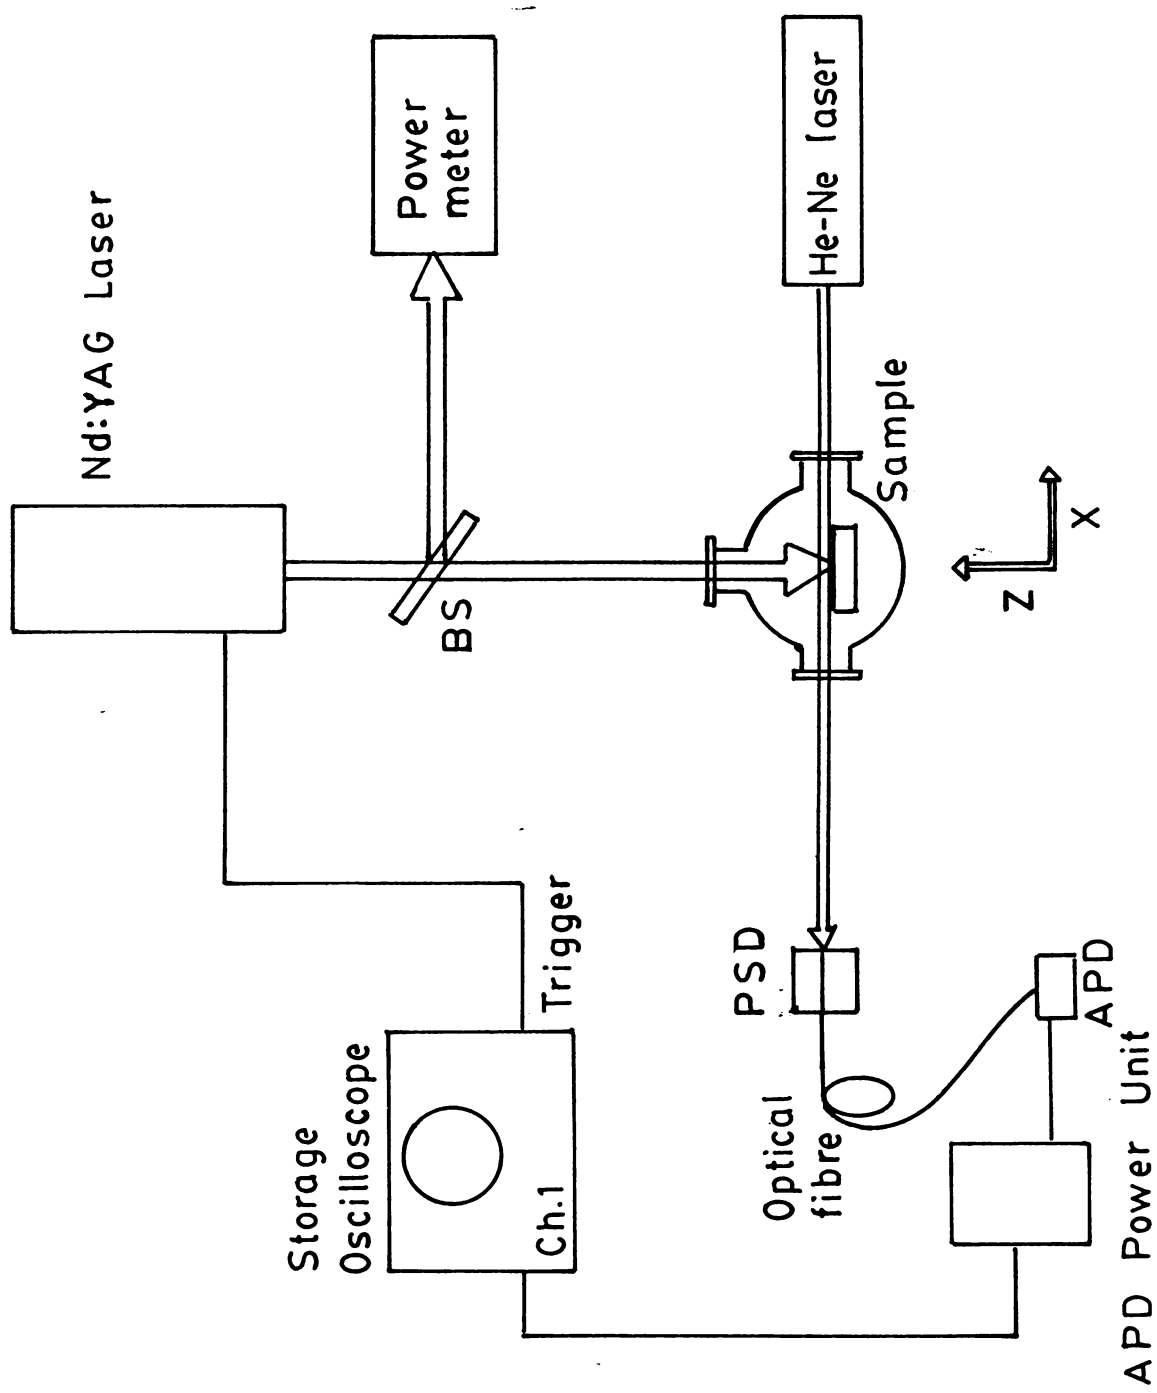 Nd:YAG Laser
Power
meter
BS
He-Ne laser
Sample
Z
X
Storage
Oscilloscope
Ch.1
Trigger
PSD
Optical
fibre
APD
APD Power Unit